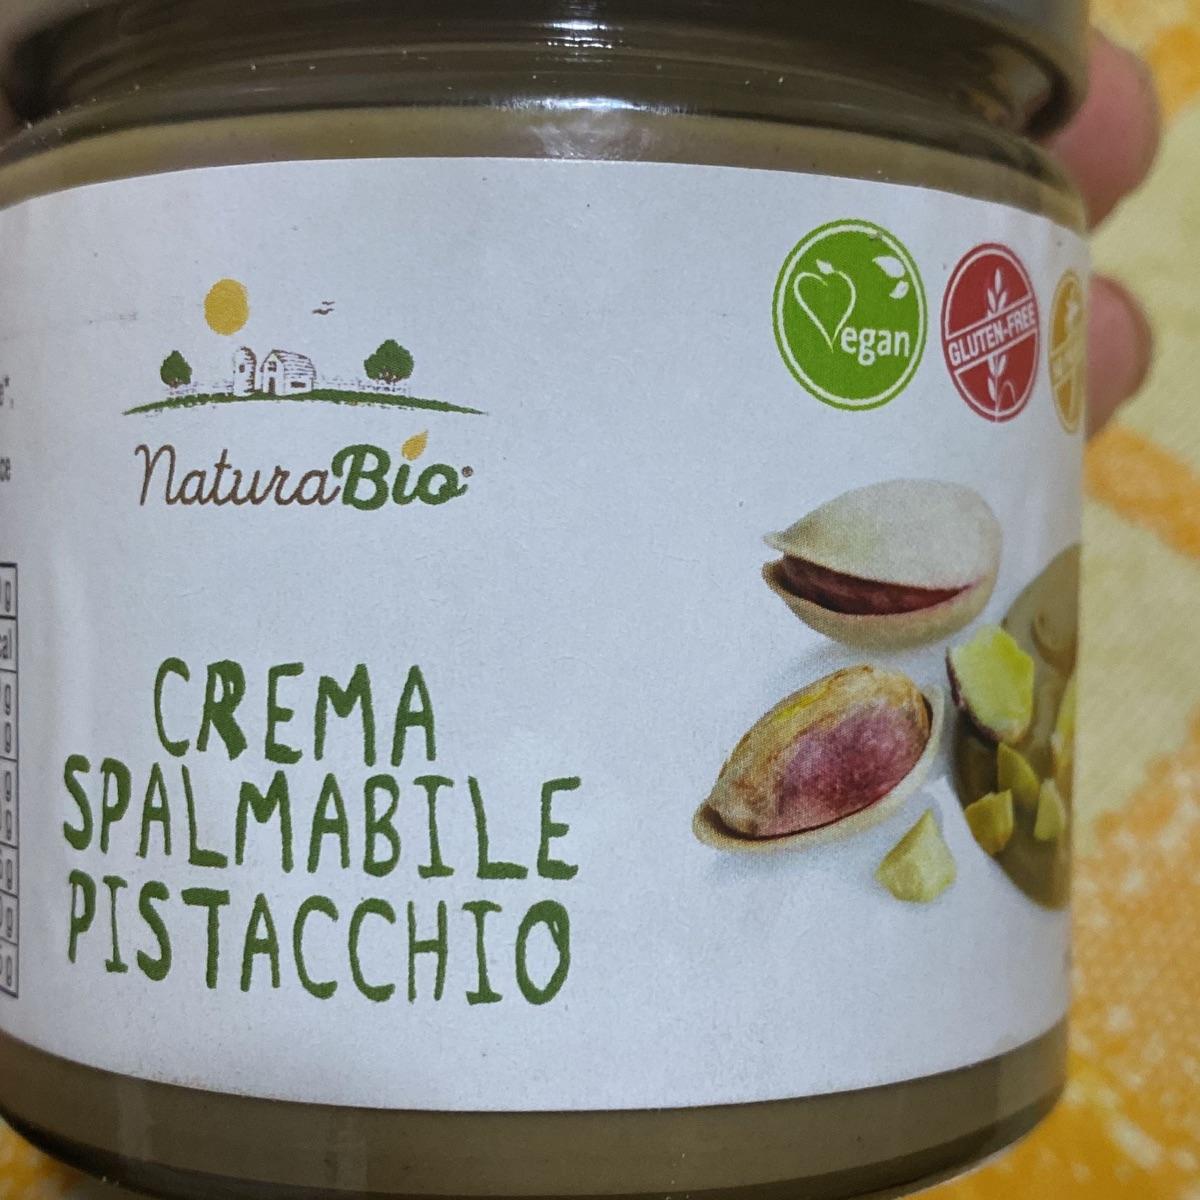 Vegan
GLUTEN-FREE
NaturaBio®
CREMA
SPALMABILE
PISTACCHIO